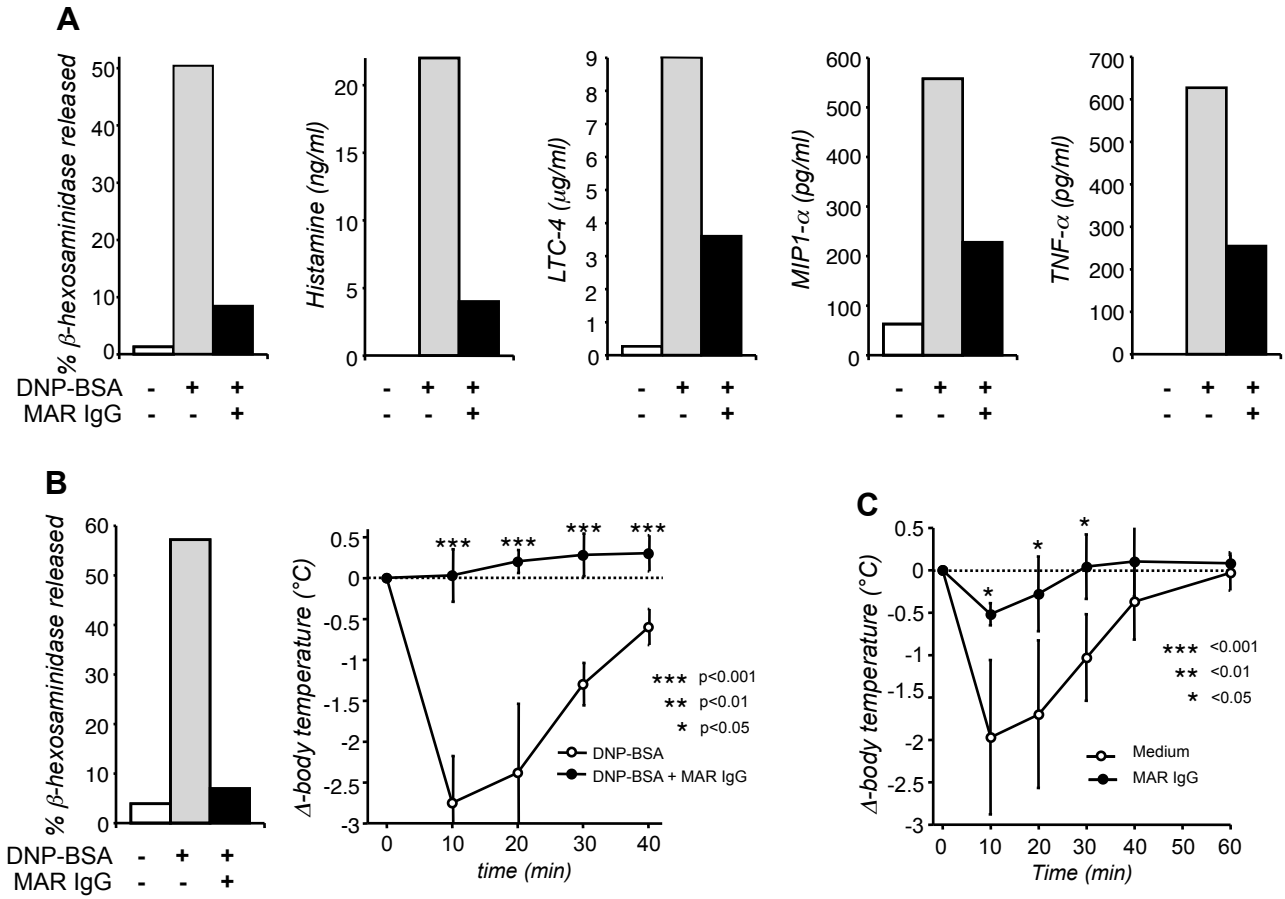 A
% β-hexosaminidase released
50
40
30
20
10
0
Histamine (ng/ml)
20
15
10
5
0
LTC-4 (μg/ml)
9
8
7
6
5
4
3
2
1
0
MIP1-α (pg/ml)
600
500
400
300
200
100
0
TNF-α (pg/ml)
700
600
500
400
300
200
100
0
DNP-BSA - + + - + + - + + - + + - + +
MAR IgG - - + - - + - - + - - + - - +
B
% β-hexosaminidase released
60
50
40
30
20
10
0
DNP-BSA - + +
MAR IgG - - +
Δ-body temperature (°C)
0.5
0
-0.5
-1
-1.5
-2
-2.5
-3
*** *** *** ***
*** p<0.001
** p<0.01
* p<0.05
DNP-BSA
DNP-BSA + MAR IgG
0 10 20 30 40
time (min)
C
Δ-body temperature (°C)
0.5
0
-0.5
-1
-1.5
-2
-2.5
-3
* * *
*** <0.001
** <0.01
* <0.05
Medium
MAR IgG
0 10 20 30 40 50 60
Time (min)